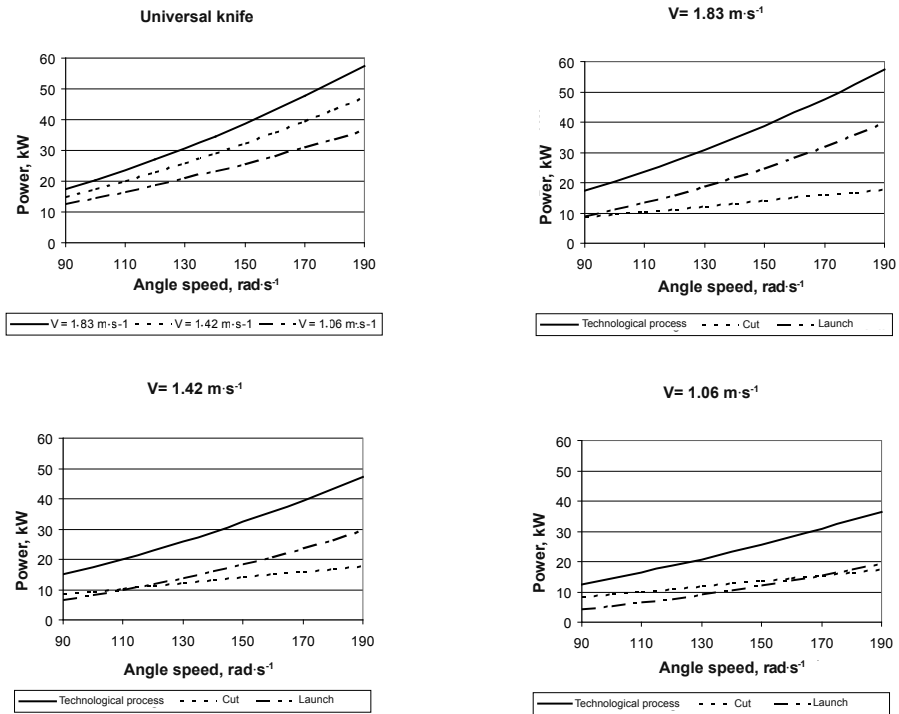 Universal knife
60
50
40
30
20
10
0
Power, kW
90 110 130 150 170 190
Angle speed, rad·s-1
V = 1.83 m·s-1 V = 1.42 m·s-1 V = 1.06 m·s-1
V= 1.83 m·s-1
60
50
40
30
20
10
0
Power, kW
90 110 130 150 170 190
Angle speed, rad·s-1
Technological process Cut Launch
V= 1.42 m·s-1
60
50
40
30
20
10
0
Power, kW
90 110 130 150 170 190
Angle speed, rad·s-1
Technological process Cut Launch
V= 1.06 m·s-1
60
50
40
30
20
10
0
Power, kW
90 110 130 150 170 190
Angle speed, rad·s-1
Technological process Cut Launch